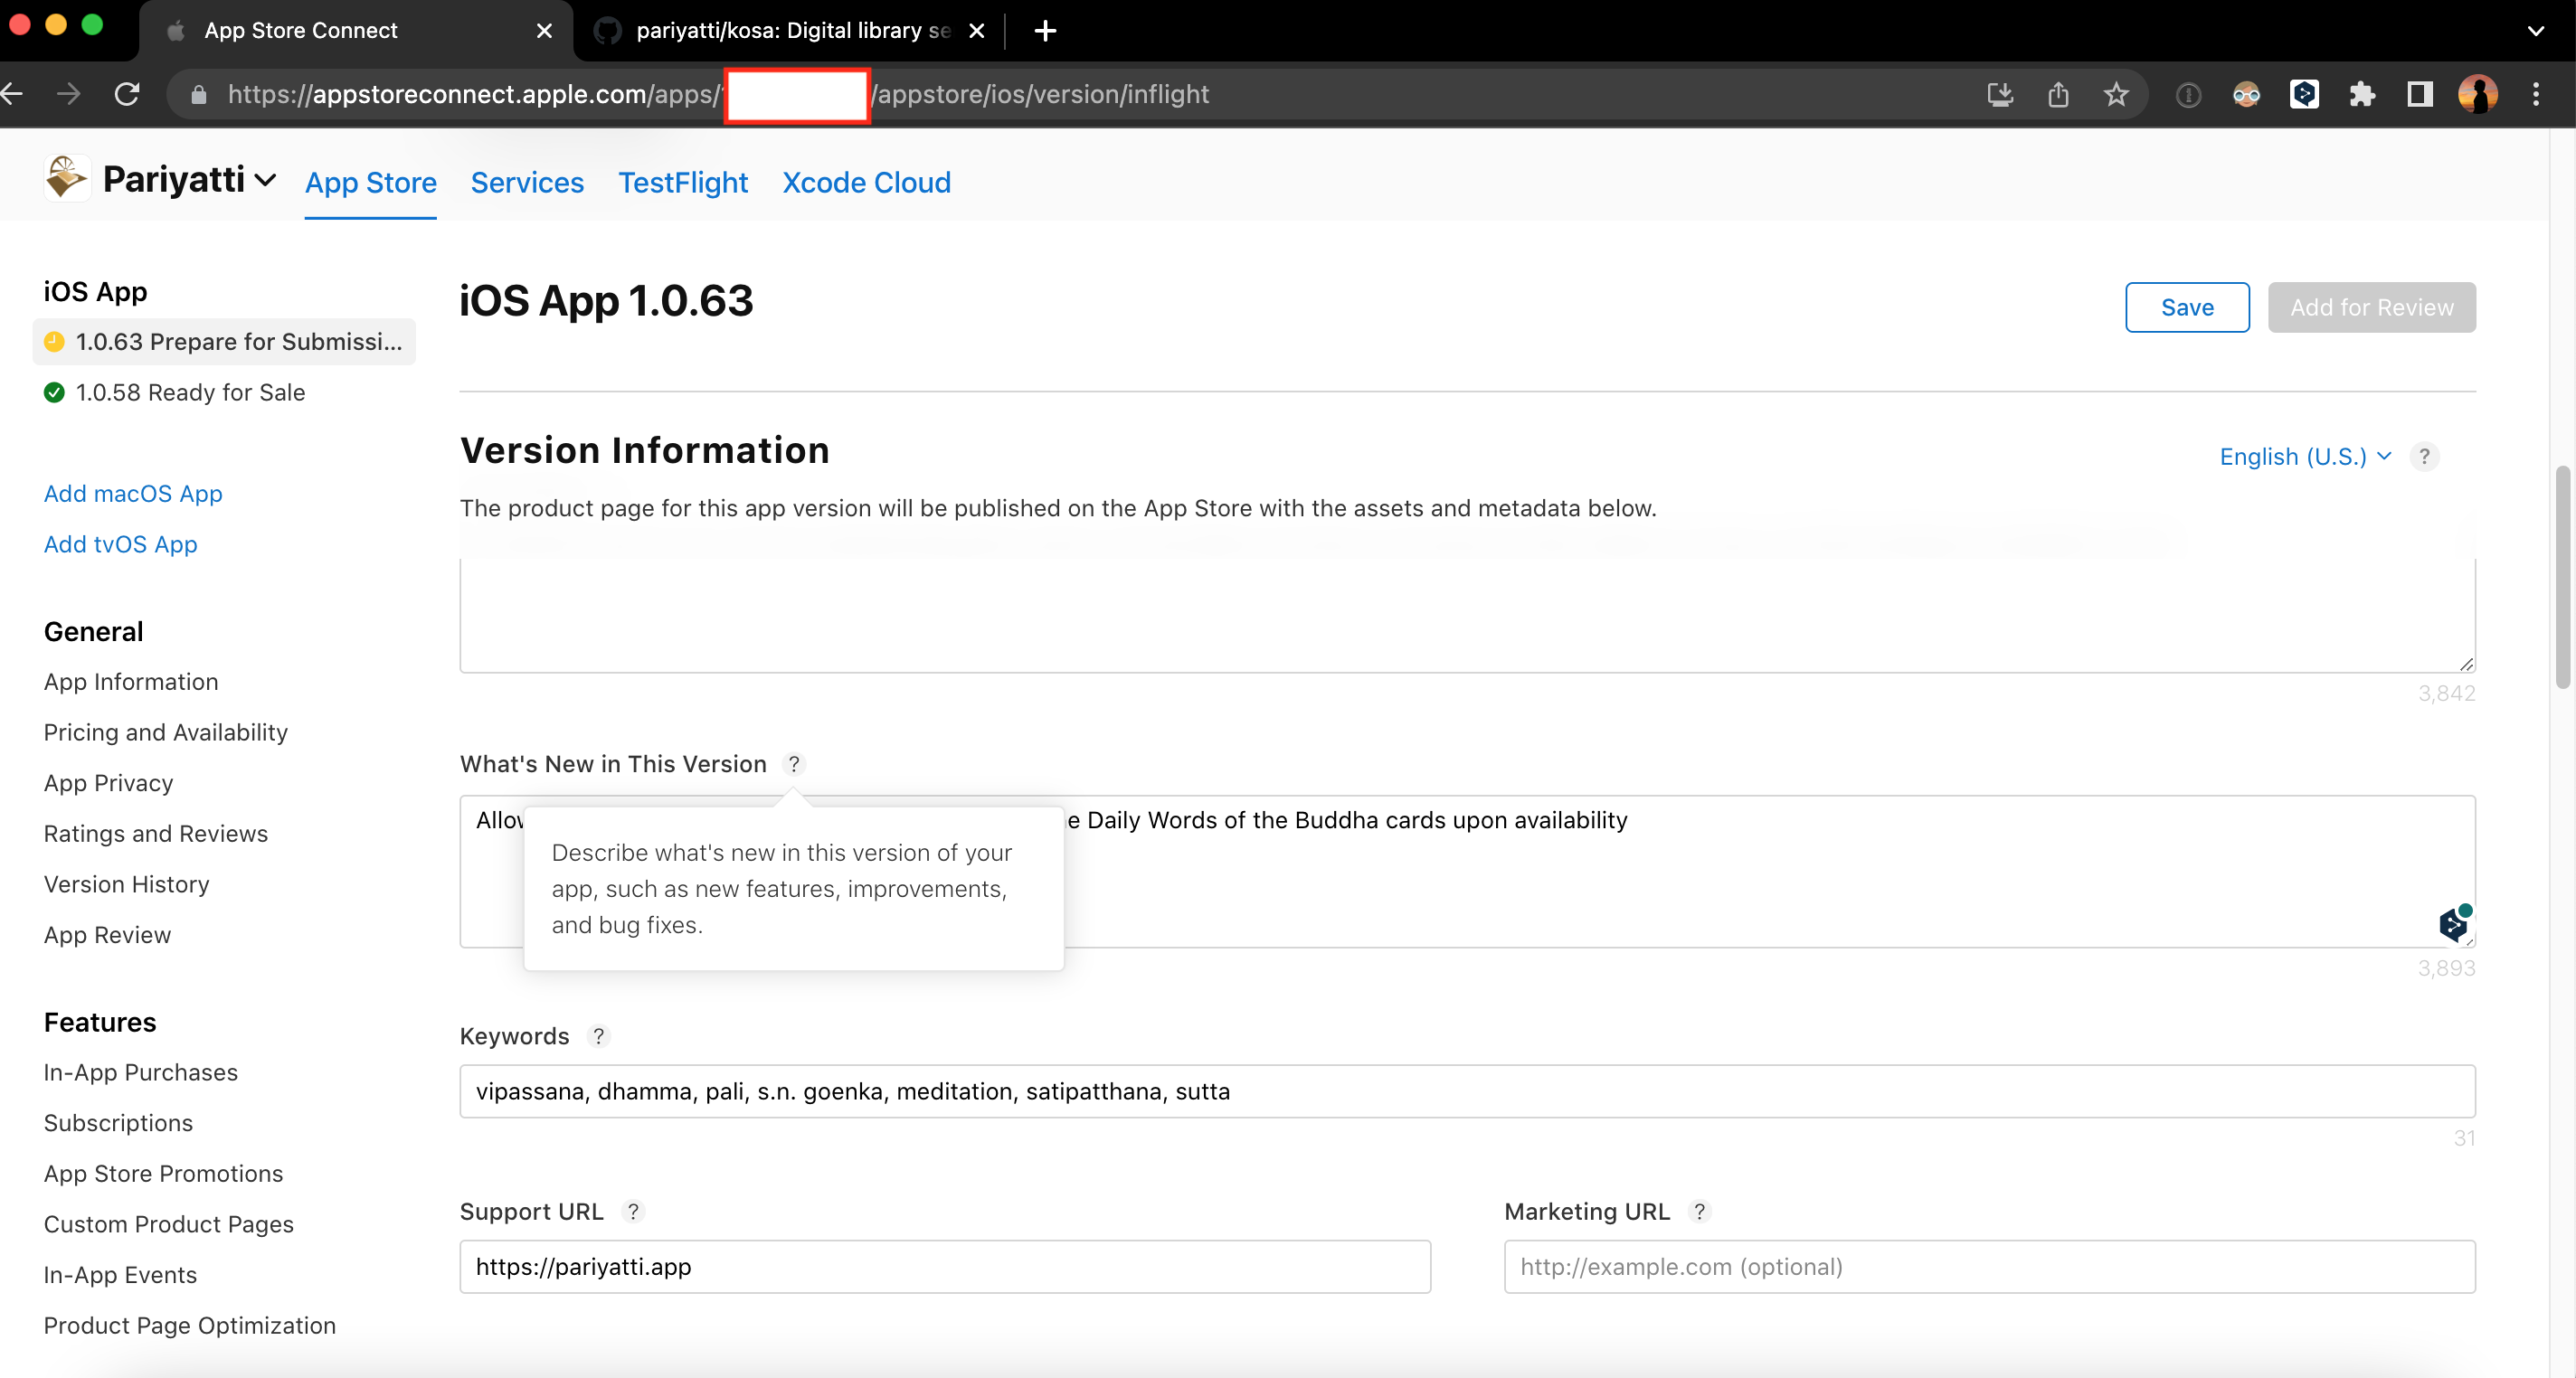 App Store Connect
pariyatti/kosa: Digital library se
https://appstoreconnect.apple.com/apps/
/appstore/ios/version/inflight
Pariyatti
App Store
Services
TestFlight
Xcode Cloud
iOS App
1.0.63 Prepare for Submissi...
1.0.58 Ready for Sale
Add macOS App
Add tvOS App
General
App Information
Pricing and Availability
App Privacy
Ratings and Reviews
Version History
App Review
Features
In-App Purchases
Subscriptions
App Store Promotions
Custom Product Pages
In-App Events
Product Page Optimization
iOS App 1.0.63
Save
Add for Review
Version Information
English (U.S.)
?
The product page for this app version will be published on the App Store with the assets and metadata below.
3,842
What's New in This Version ?
Daily Words of the Buddha cards upon availability
Describe what's new in this version of your
app, such as new features, improvements,
and bug fixes.
3,893
Keywords ?
vipassana, dhamma, pali, s.n. goenka, meditation, satipatthana, sutta
31
Support URL ?
https://pariyatti.app
Marketing URL ?
http://example.com (optional)